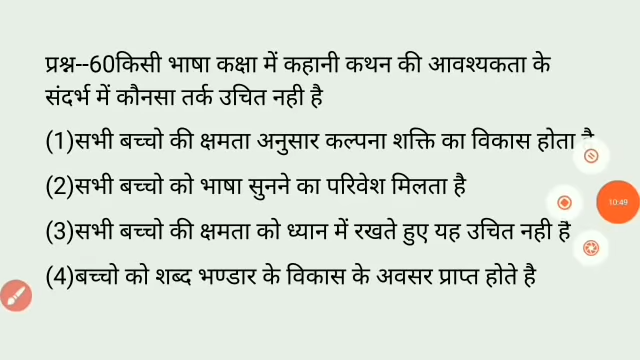 प्रश्न--60किसी भाषा कक्षा में कहानी कथन की आवश्यकता के
संदर्भ में कौनसा तर्क उचित नही है
(1)सभी बच्चो की क्षमता अनुसार कल्पना शक्ति का विकास होता है
(2)सभी बच्चो को भाषा सुनने का परिवेश मिलता है
(3)सभी बच्चो की क्षमता को ध्यान में रखते हुए यह उचित नही है
(4)बच्चो को शब्द भण्डार के विकास के अवसर प्राप्त होते है
10:49